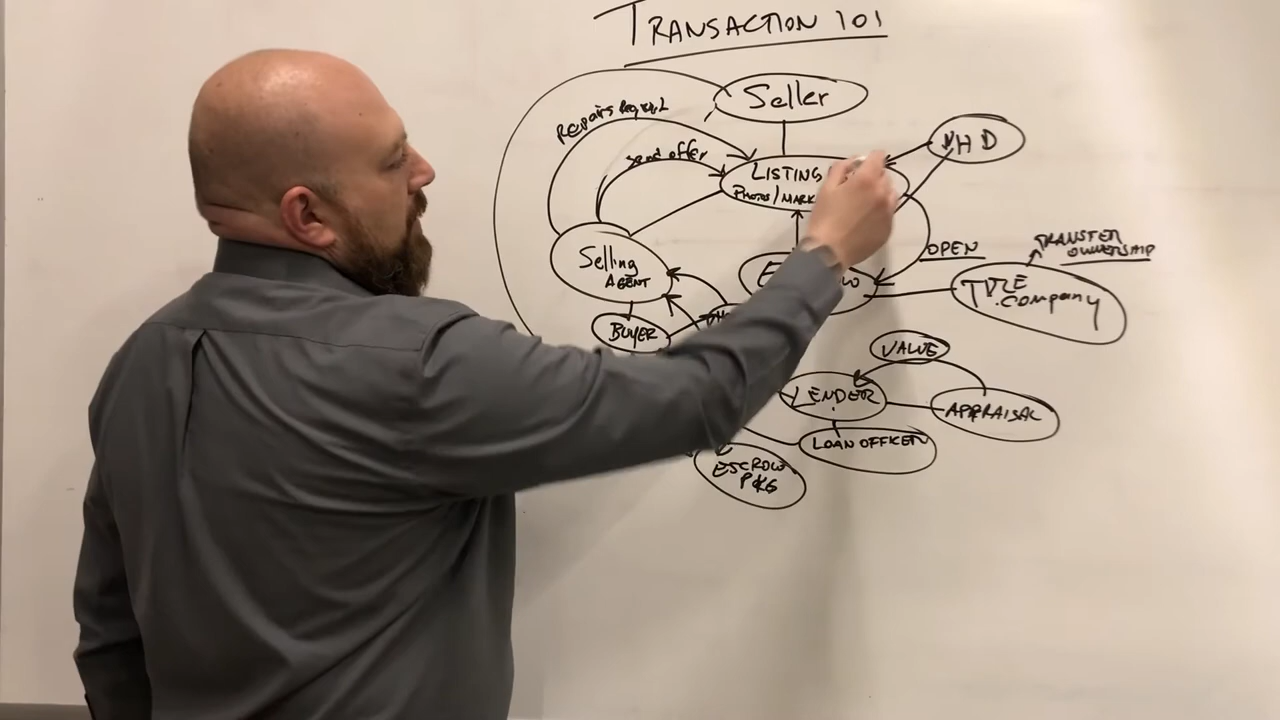 TRANSACTION 101
Seller
Repairs Request
Send offer
LISTING
PHOTOS/MARK
NHD
OPEN
TRANSFER
OWNERSHIP
Selling
AGENT
TITLE
Company
BUYER
VALUE
LENDER
APPRAISAL
LOAN OFFICER
ESCROW
PKG